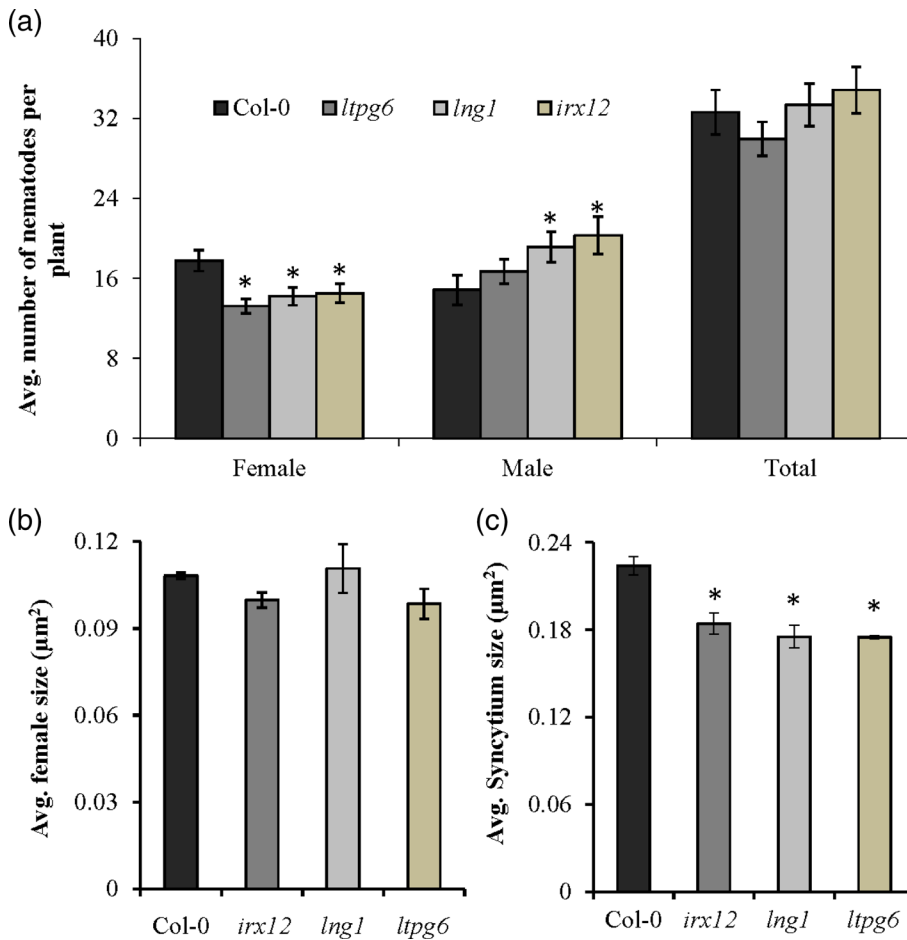 (a)
Avg. number of nematodes per
plant
40
32
24
16
8
0
Col-0 ltpg6 lng1 irx12
* * *
* *
Female Male Total
(b)
Avg. female size (µm²)
0.12
0.09
0.06
0.03
0
Col-0 irx12 lng1 ltpg6
(c)
Avg. Syncytium size (µm²)
0.24
0.18
0.12
0.06
0
* * *
Col-0 irx12 lng1 ltpg6